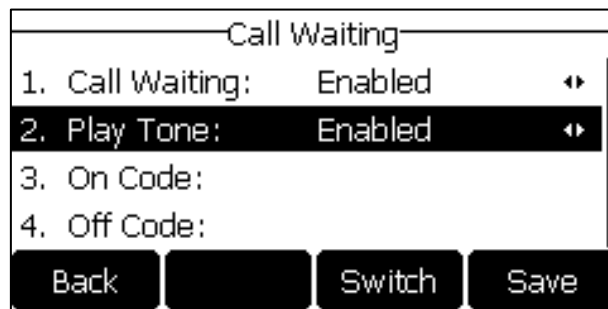 Call Waiting
1. Call Waiting: Enabled
2. Play Tone: Enabled
3. On Code:
4. Off Code:
Back Switch Save